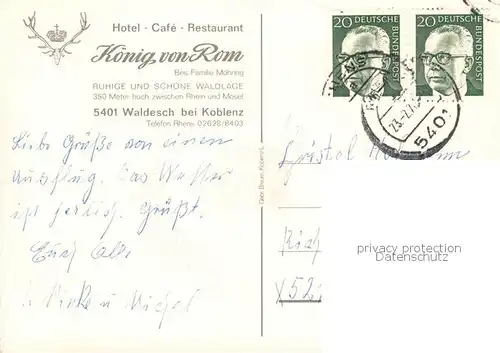 Hotel - Café - Restaurant
König von Rom
Bes. Familie Möhring
RUHIGE UND SCHÖNE WALDLAGE
350 Meter hoch zwischen Rhein und Mosel
5401 Waldesch bei Koblenz
Telefon Rhens: 02628/8403
Liebe Grüße von einem
Ausflug. Das Wetter
ist herrlich. Grüßt
Euch alle
u. Michel
20 DEUTSCHE BUNDESPOST
20 DEUTSCHE BUNDESPOST
5401
privacy protection
Datenschutz